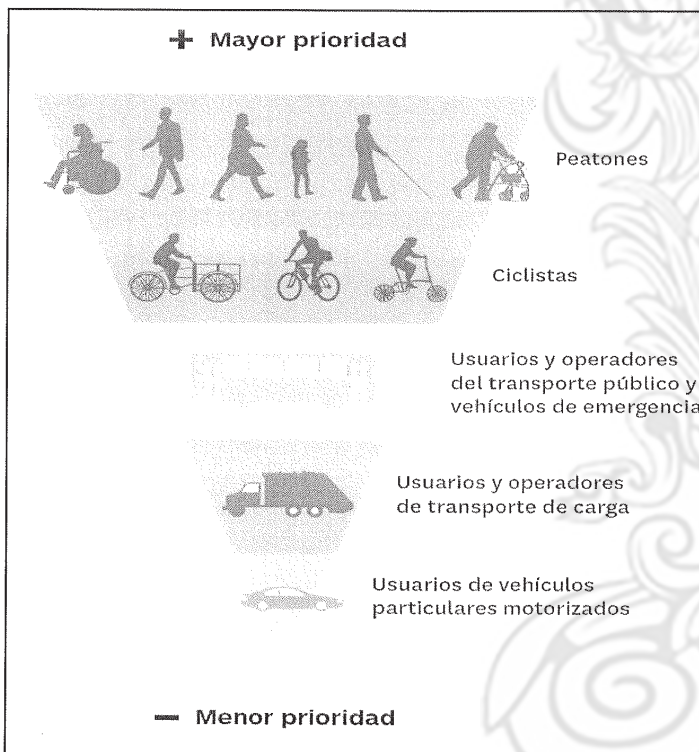 + Mayor prioridad
Peatones
Ciclistas
Usuarios y operadores
del transporte público y
vehículos de emergencia
Usuarios y operadores
de transporte de carga
Usuarios de vehículos
particulares motorizados
− Menor prioridad